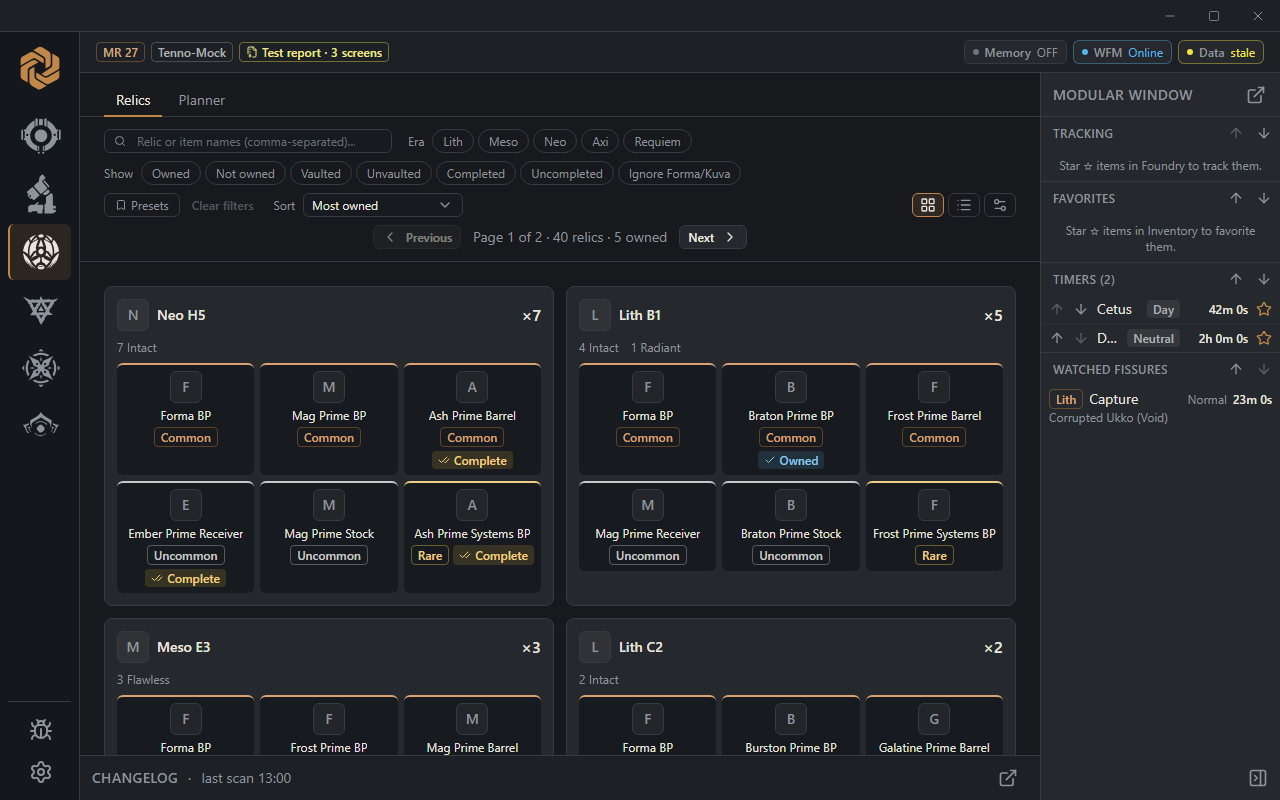 MR 27 Tenno-Mock Test report · 3 screens Memory OFF WFM Online Data stale
Relics Planner
Relic or item names (comma-separated)... Era Lith Meso Neo Axi Requiem
Show Owned Not owned Vaulted Unvaulted Completed Uncompleted Ignore Forma/Kuva
Presets Clear filters Sort Most owned
Previous Page 1 of 2 · 40 relics · 5 owned Next
N Neo H5 ×7
7 Intact
F M A
Forma BP Mag Prime BP Ash Prime Barrel
Common Common Common
Complete
E M A
Ember Prime Receiver Mag Prime Stock Ash Prime Systems BP
Uncommon Uncommon Rare Complete
Complete
L Lith B1 ×5
4 Intact 1 Radiant
F B F
Forma BP Braton Prime BP Frost Prime Barrel
Common Common Common
Owned
M B F
Mag Prime Receiver Braton Prime Stock Frost Prime Systems BP
Uncommon Uncommon Rare
M Meso E3 ×3
3 Flawless
F F M
Forma BP Frost Prime BP Mag Prime Barrel
L Lith C2 ×2
2 Intact
F B G
Forma BP Burston Prime BP Galatine Prime Barrel
CHANGELOG · last scan 13:00
MODULAR WINDOW
TRACKING
Star ☆ items in Foundry to track them.
FAVORITES
Star ☆ items in Inventory to favorite
them.
TIMERS (2)
Cetus Day 42m 0s
D... Neutral 2h 0m 0s
WATCHED FISSURES
Lith Capture Normal 23m 0s
Corrupted Ukko (Void)